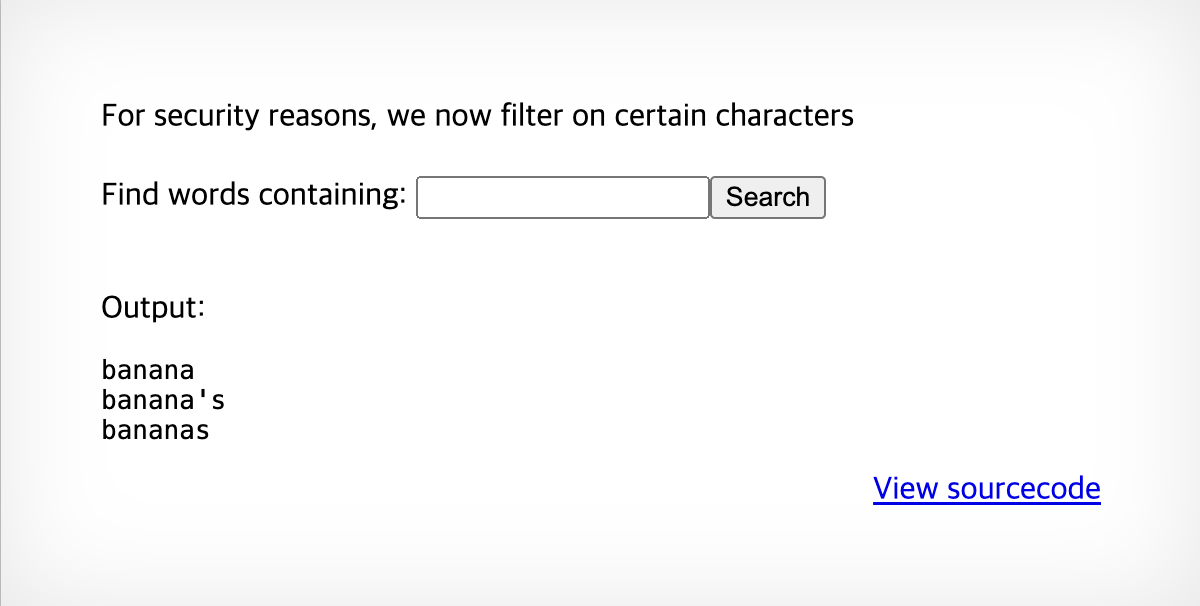 For security reasons, we now filter on certain characters
Find words containing: Search
Output:
banana
banana's
bananas
View sourcecode